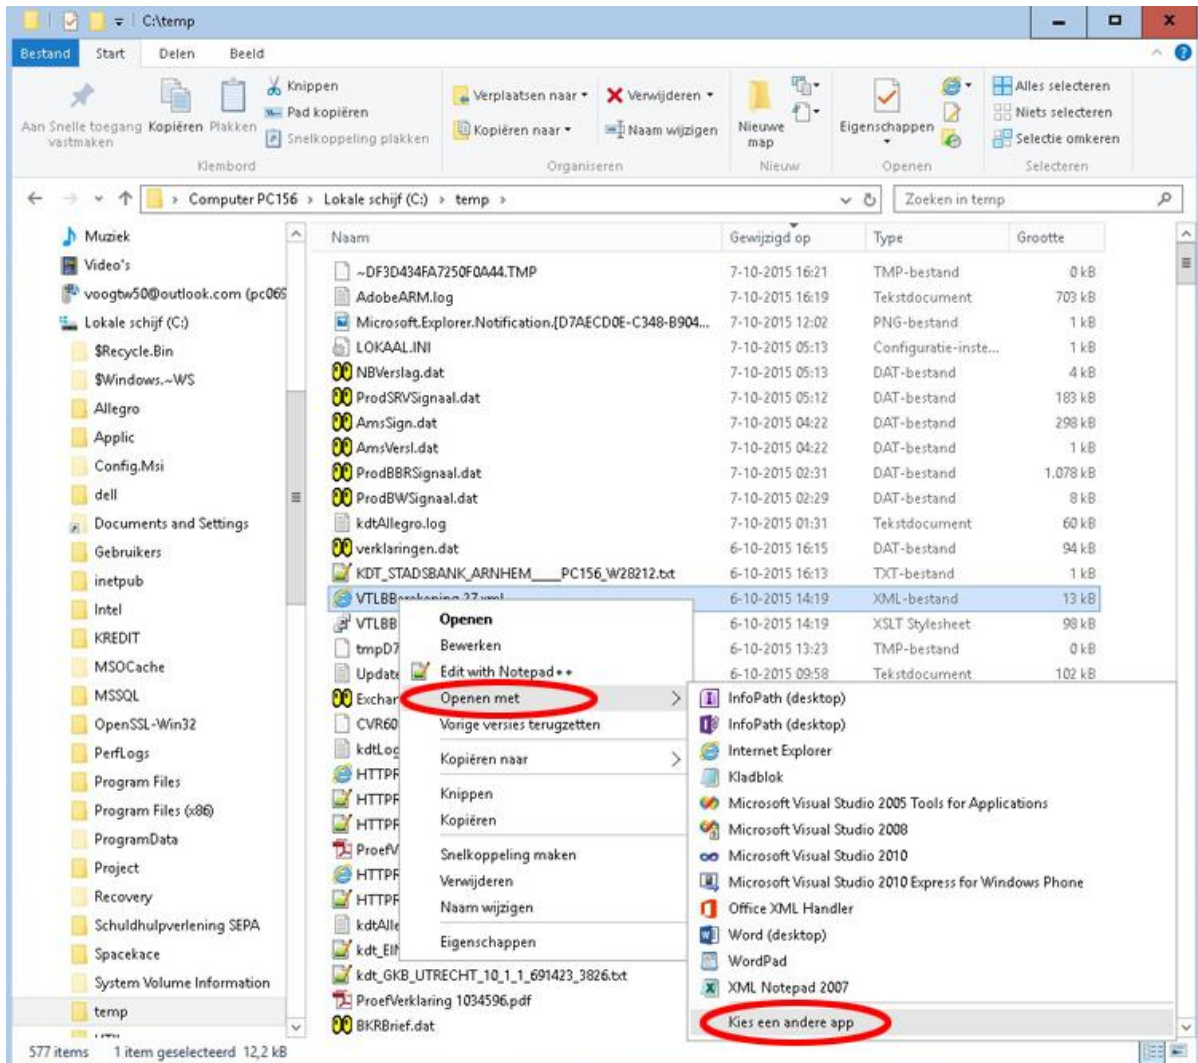 C:\temp
Bestand Start Delen Beeld
Aan Snelle toegang vastmaken
Kopiëren
Plakken
Knippen
Pad kopiëren
Snelkoppeling plakken
Klembord
Verplaatsen naar
Kopiëren naar
Verwijderen
Naam wijzigen
Organiseren
Nieuwe map
Nieuw
Eigenschappen
Openen
Alles selecteren
Niets selecteren
Selectie omkeren
Selecteren
Computer PC156 Lokale schijf (C:) temp
Zoeken in temp
Muziek
Video's
voogtw50@outlook.com (pc069
Lokale schijf (C:)
$Recycle.Bin
$Windows.~WS
Allegro
Applic
Config.Msi
dell
Documents and Settings
Gebruikers
inetpub
Intel
KREDIT
MSOCache
MSSQL
OpenSSL-Win32
PerfLogs
Program Files
Program Files (x86)
ProgramData
Project
Recovery
Schuldhulpverlening SEPA
Spacekace
System Volume Information
temp
Naam Gewijzigd op Type Grootte
~DF3D434FA7250F0A44.TMP 7-10-2015 16:21 TMP-bestand 0 kB
AdobeARM.log 7-10-2015 16:19 Tekstdocument 703 kB
Microsoft.Explorer.Notification.{D7AECD0E-C348-B904... 7-10-2015 12:02 PNG-bestand 1 kB
LOKAAL.INI 7-10-2015 05:13 Configuratie-inste... 1 kB
NBVerslag.dat 7-10-2015 05:13 DAT-bestand 4 kB
ProdSRVSignaal.dat 7-10-2015 05:12 DAT-bestand 183 kB
AmsSign.dat 7-10-2015 04:22 DAT-bestand 298 kB
AmsVersl.dat 7-10-2015 04:22 DAT-bestand 1 kB
ProdBBRSignaal.dat 7-10-2015 02:31 DAT-bestand 1.078 kB
ProdBWSignaal.dat 7-10-2015 02:29 DAT-bestand 8 kB
kdtAllegro.log 7-10-2015 01:31 Tekstdocument 60 kB
verklaringen.dat 6-10-2015 16:15 DAT-bestand 94 kB
KDT_STADSBANK_ARNHEM____PC156_W28212.txt 6-10-2015 16:13 TXT-bestand 1 kB
VTLBBerekening 27.xml 6-10-2015 14:19 XML-bestand 13 kB
VTLBB 6-10-2015 14:19 XSLT Stylesheet 98 kB
tmpD7 6-10-2015 13:23 TMP-bestand 0 kB
Update 6-10-2015 09:58 Tekstdocument 102 kB
Exchar
CVR60
kdtLog
HTTPR
HTTPR
HTTPR
ProefV
HTTPR
HTTPR
kdtAlle
kdt_EIN
kdt_GKB_UTRECHT_10_1_1_691423_3826.txt
ProefVerklaring 1034596.pdf
BKRBrief.dat
Openen
Bewerken
Edit with Notepad++
Openen met
Vorige versies terugzetten
Kopiëren naar
Knippen
Kopiëren
Snelkoppeling maken
Verwijderen
Naam wijzigen
Eigenschappen
InfoPath (desktop)
InfoPath (desktop)
Internet Explorer
Kladblok
Microsoft Visual Studio 2005 Tools for Applications
Microsoft Visual Studio 2008
Microsoft Visual Studio 2010
Microsoft Visual Studio 2010 Express for Windows Phone
Office XML Handler
Word (desktop)
WordPad
XML Notepad 2007
Kies een andere app
577 items 1 item geselecteerd 12,2 kB